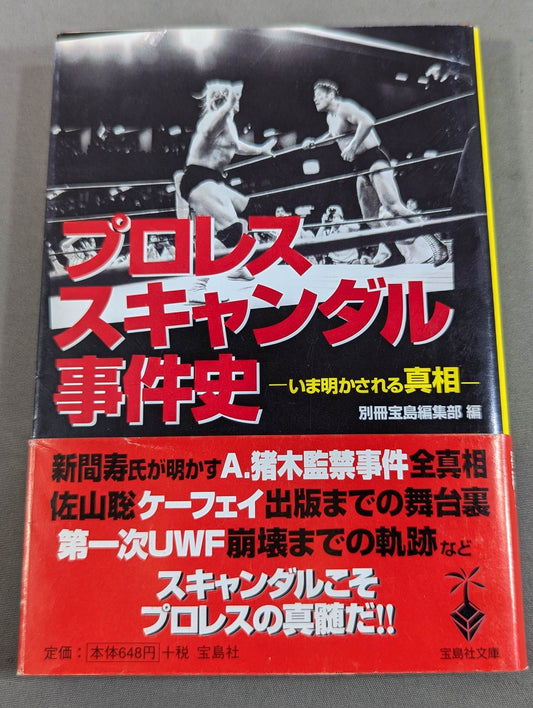 プロレス
スキャンダル
事件史
―いま明かされる真相―
別冊宝島編集部 編
新間寿氏が明かすA.猪木監禁事件全真相
佐山聡ケーフェイ出版までの舞台裏
第一次UWF崩壊までの軌跡など
スキャンダルこそ
プロレスの真髄だ!!
定価:本体648円+税 宝島社
宝島社文庫